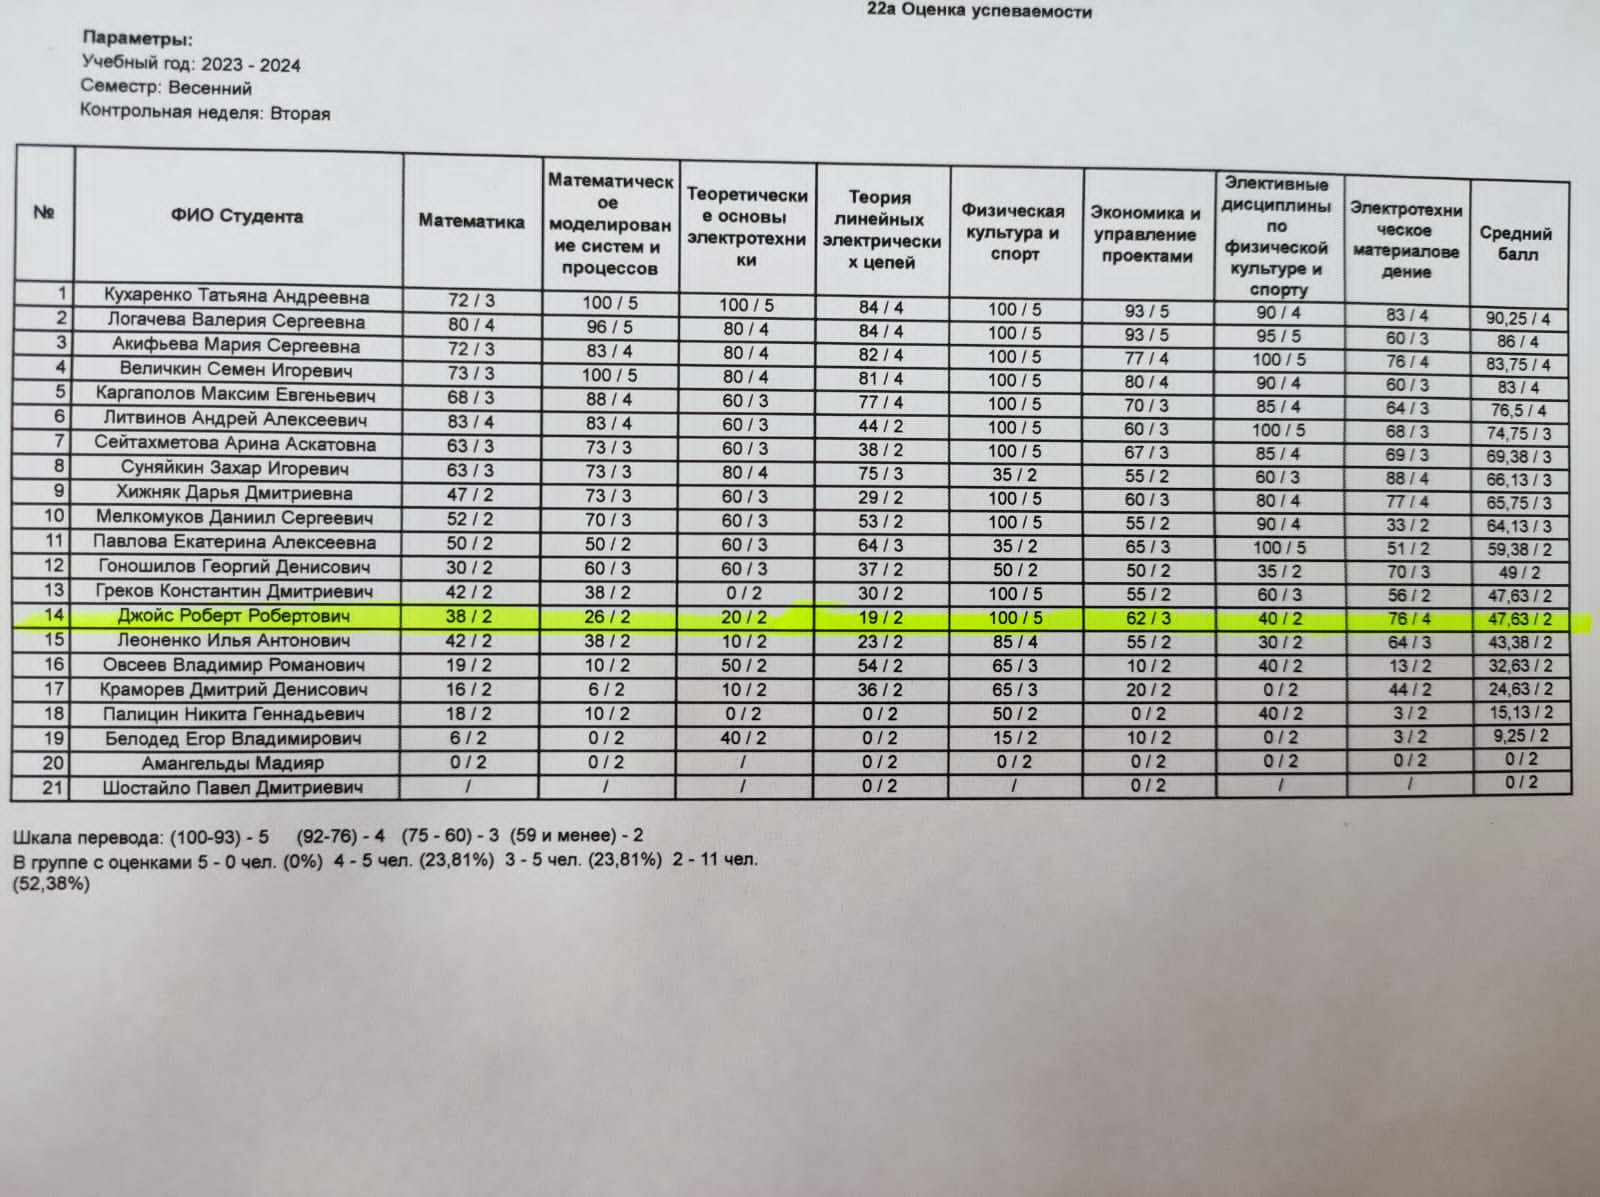 22а Оценка успеваемости
Параметры:
Учебный год: 2023 - 2024
Семестр: Весенний
Контрольная неделя: Вторая
№ ФИО Студента Математика Математическ ое моделирован ие систем и процессов Теоретически е основы электротехни ки Теория линейных электрически х цепей Физическая культура и спорт Экономика и управление проектами Элективные дисциплины по физической культуре и спорту Электротехни ческое материалове дение Средний балл
1 Кухаренко Татьяна Андреевна 72 / 3 100 / 5 100 / 5 84 / 4 100 / 5 93 / 5 90 / 4 83 / 4 90,25 / 4
2 Логачева Валерия Сергеевна 80 / 4 96 / 5 80 / 4 84 / 4 100 / 5 93 / 5 95 / 5 60 / 3 86 / 4
3 Акифьева Мария Сергеевна 72 / 3 83 / 4 80 / 4 82 / 4 100 / 5 77 / 4 100 / 5 76 / 4 83,75 / 4
4 Величкин Семен Игоревич 73 / 3 100 / 5 80 / 4 81 / 4 100 / 5 80 / 4 90 / 4 60 / 3 83 / 4
5 Каргаполов Максим Евгеньевич 68 / 3 88 / 4 60 / 3 77 / 4 100 / 5 70 / 3 85 / 4 64 / 3 76,5 / 4
6 Литвинов Андрей Алексеевич 83 / 4 83 / 4 60 / 3 44 / 2 100 / 5 60 / 3 100 / 5 68 / 3 74,75 / 3
7 Сейтахметова Арина Аскатовна 63 / 3 73 / 3 60 / 3 38 / 2 100 / 5 67 / 3 85 / 4 69 / 3 69,38 / 3
8 Суняйкин Захар Игоревич 63 / 3 73 / 3 80 / 4 75 / 3 35 / 2 55 / 2 60 / 3 88 / 4 66,13 / 3
9 Хижняк Дарья Дмитриевна 47 / 2 73 / 3 60 / 3 29 / 2 100 / 5 60 / 3 80 / 4 77 / 4 65,75 / 3
10 Мелкомуков Даниил Сергеевич 52 / 2 70 / 3 60 / 3 53 / 2 100 / 5 55 / 2 90 / 4 33 / 2 64,13 / 3
11 Павлова Екатерина Алексеевна 50 / 2 50 / 2 60 / 3 64 / 3 35 / 2 65 / 3 100 / 5 51 / 2 59,38 / 2
12 Гоношилов Георгий Денисович 30 / 2 60 / 3 60 / 3 37 / 2 50 / 2 50 / 2 35 / 2 70 / 3 49 / 2
13 Греков Константин Дмитриевич 42 / 2 38 / 2 0 / 2 30 / 2 100 / 5 55 / 2 60 / 3 56 / 2 47,63 / 2
14 Джойс Роберт Робертович 38 / 2 26 / 2 20 / 2 19 / 2 100 / 5 62 / 3 40 / 2 76 / 4 47,63 / 2
15 Леоненко Илья Антонович 42 / 2 38 / 2 10 / 2 23 / 2 85 / 4 55 / 2 30 / 2 64 / 3 43,38 / 2
16 Овсеев Владимир Романович 19 / 2 10 / 2 50 / 2 54 / 2 65 / 3 10 / 2 40 / 2 13 / 2 32,63 / 2
17 Краморев Дмитрий Денисович 16 / 2 6 / 2 10 / 2 36 / 2 65 / 3 20 / 2 0 / 2 44 / 2 24,63 / 2
18 Палицин Никита Геннадьевич 18 / 2 10 / 2 0 / 2 0 / 2 50 / 2 0 / 2 40 / 2 3 / 2 15,13 / 2
19 Белодед Егор Владимирович 6 / 2 0 / 2 40 / 2 0 / 2 15 / 2 10 / 2 0 / 2 3 / 2 9,25 / 2
20 Амангельды Мадияр 0 / 2 0 / 2 / 0 / 2 0 / 2 0 / 2 0 / 2 0 / 2 0 / 2
21 Шостайло Павел Дмитриевич / / / 0 / 2 / 0 / 2 / / 0 / 2
Шкала перевода: (100-93) - 5 (92-76) - 4 (75 - 60) - 3 (59 и менее) - 2
В группе с оценками 5 - 0 чел. (0%) 4 - 5 чел. (23,81%) 3 - 5 чел. (23,81%) 2 - 11 чел.
(52,38%)